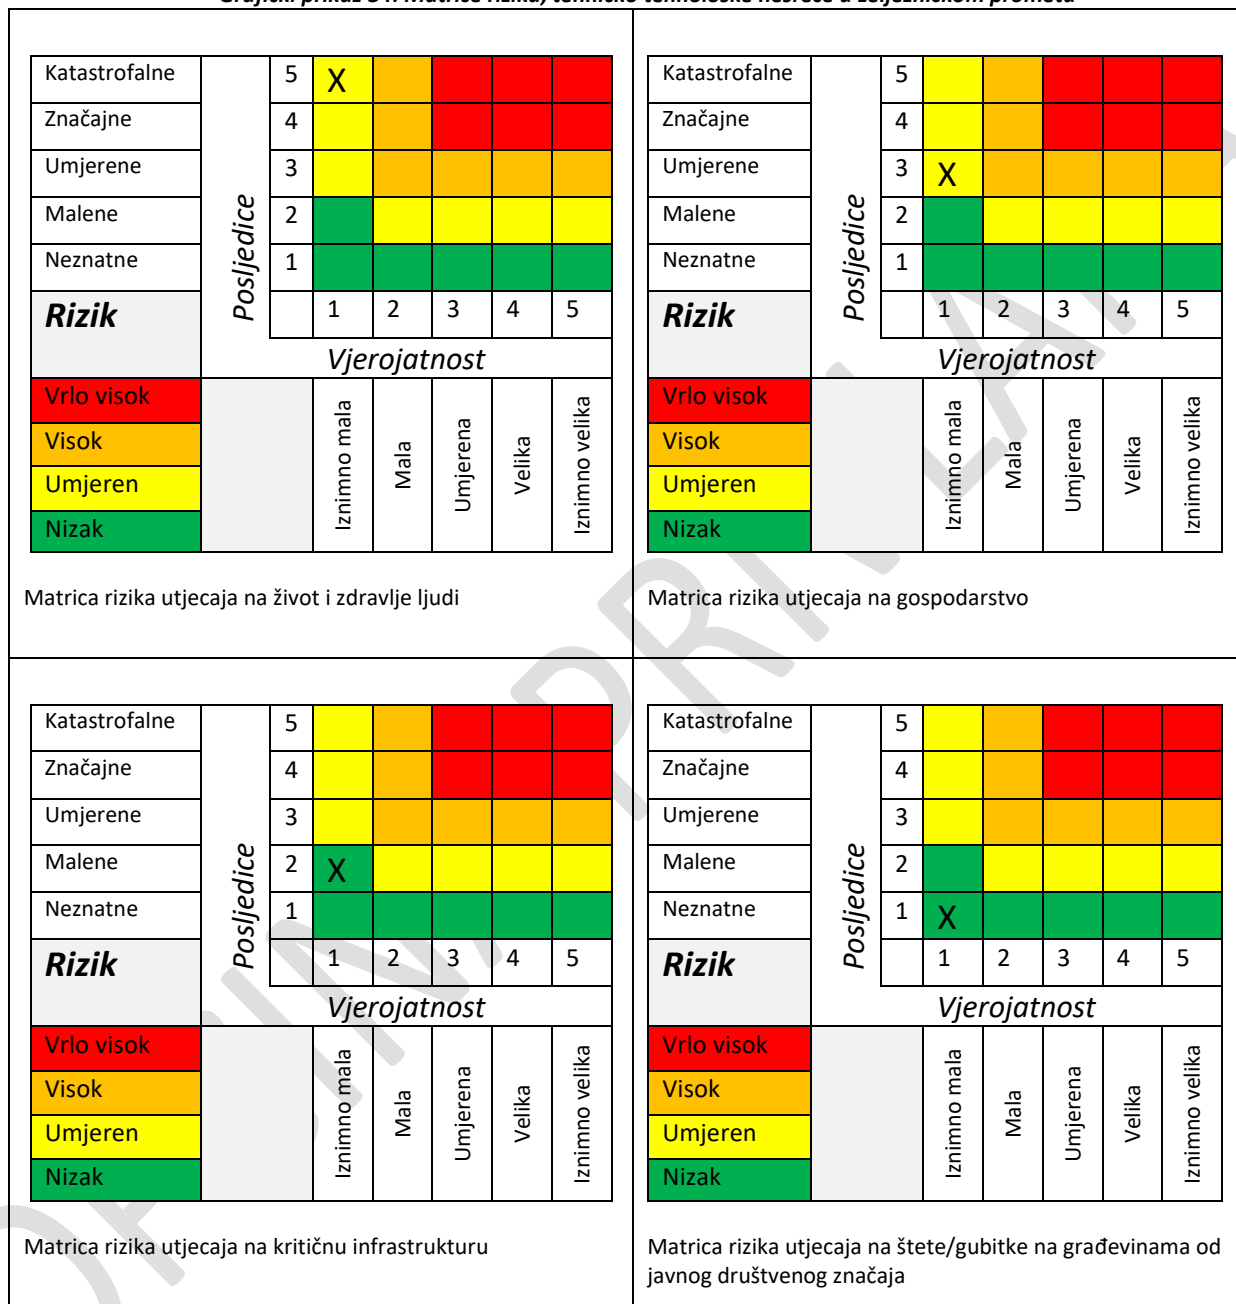 Katastrofalne 5 X
Značajne 4
Umjerene 3
Malene 2
Neznatne 1
Posljedice
Rizik 1 2 3 4 5
Vjerojatnost
Vrlo visok
Visok
Umjeren
Nizak
Iznimno mala
Mala
Umjerena
Velika
Iznimno velika
Matrica rizika utjecaja na život i zdravlje ljudi
Katastrofalne 5
Značajne 4
Umjerene 3 X
Malene 2
Neznatne 1
Posljedice
Rizik 1 2 3 4 5
Vjerojatnost
Vrlo visok
Visok
Umjeren
Nizak
Iznimno mala
Mala
Umjerena
Velika
Iznimno velika
Matrica rizika utjecaja na gospodarstvo
Katastrofalne 5
Značajne 4
Umjerene 3
Malene 2 X
Neznatne 1
Posljedice
Rizik 1 2 3 4 5
Vjerojatnost
Vrlo visok
Visok
Umjeren
Nizak
Iznimno mala
Mala
Umjerena
Velika
Iznimno velika
Matrica rizika utjecaja na kritičnu infrastrukturu
Katastrofalne 5
Značajne 4
Umjerene 3
Malene 2
Neznatne 1 X
Posljedice
Rizik 1 2 3 4 5
Vjerojatnost
Vrlo visok
Visok
Umjeren
Nizak
Iznimno mala
Mala
Umjerena
Velika
Iznimno velika
Matrica rizika utjecaja na štete/gubitke na građevinama od
javnog društvenog značaja